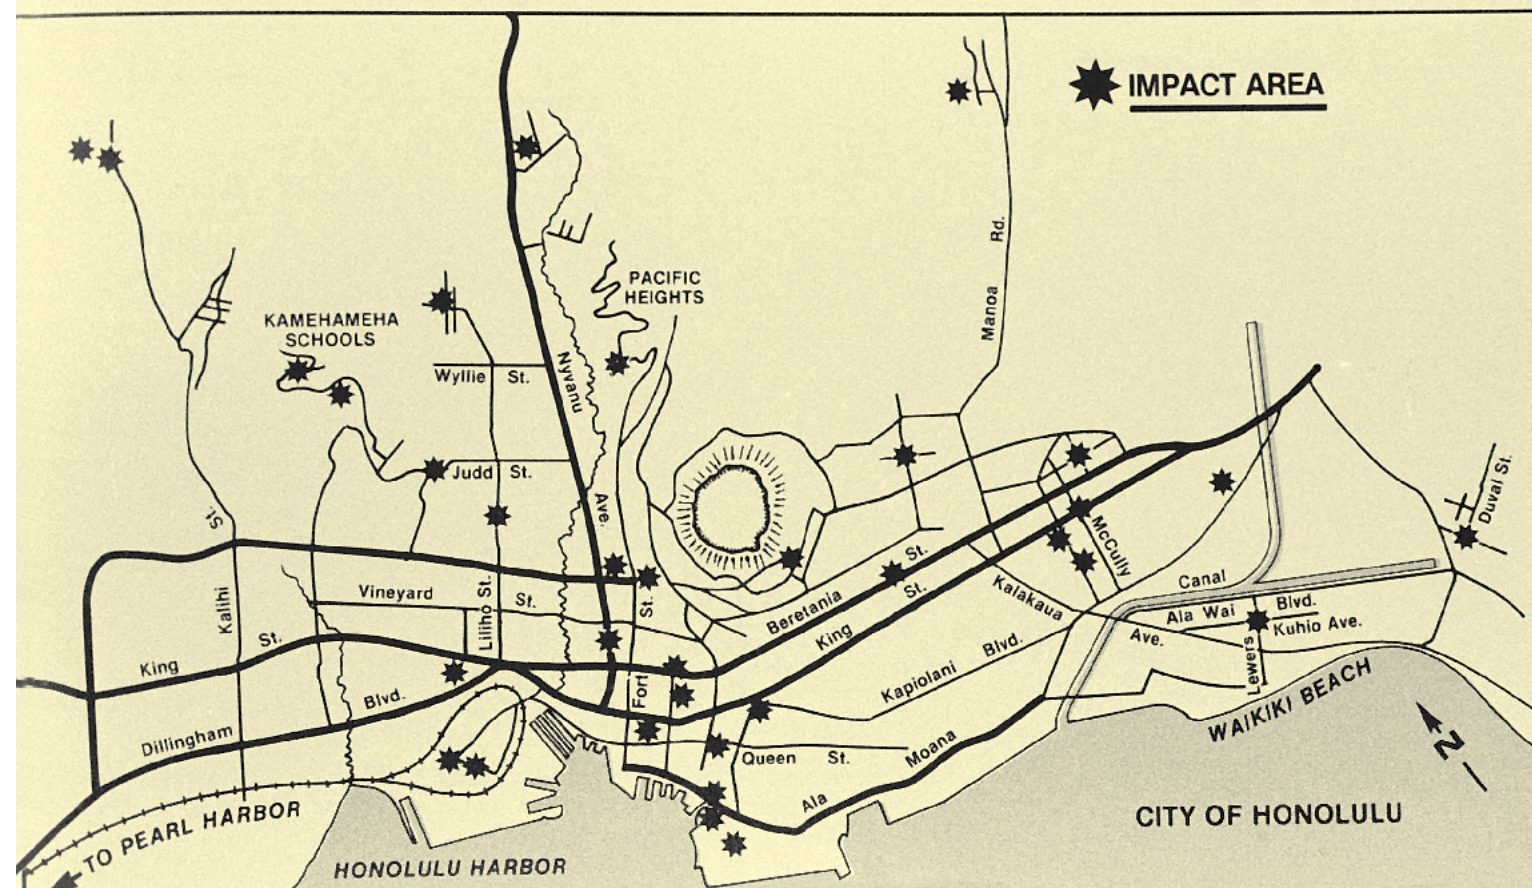 IMPACT AREA
Manoa Rd.
PACIFIC
HEIGHTS
KAMEHAMEHA
SCHOOLS
Wyllie St.
Nyvanu Ave.
Judd St.
Duval St.
St.
Kalihi
Vineyard St.
Liliho St.
St.
Fort
Beretania St.
King St.
McCully
Kalakaua Ave.
Canal
Ala Wai Blvd.
Kuhio Ave.
Lewers
King St.
Kapiolani Blvd.
Dillingham Blvd.
WAIKIKI BEACH
Queen St.
Ala Moana
N
TO PEARL HARBOR
HONOLULU HARBOR
CITY OF HONOLULU